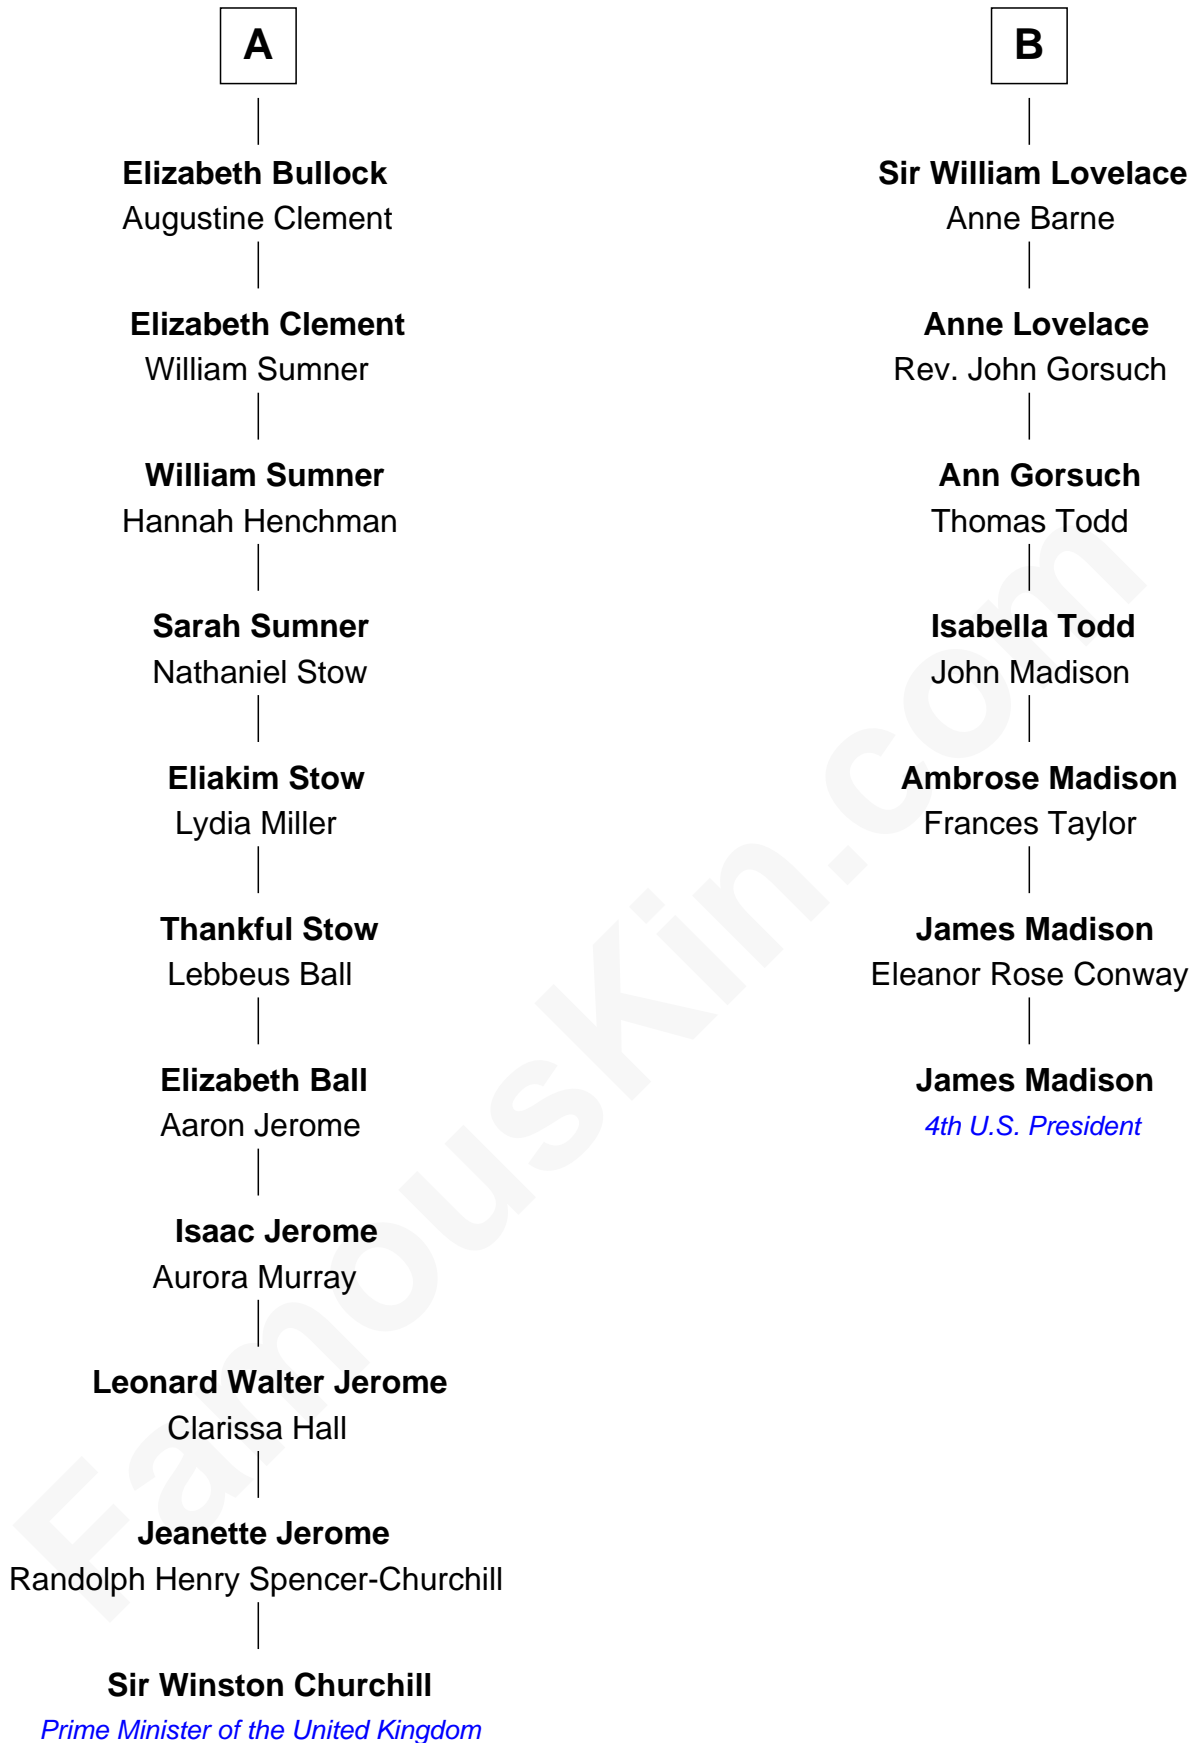 A
Elizabeth Bullock
Augustine Clement
Elizabeth Clement
William Sumner
William Sumner
Hannah Henchman
Sarah Sumner
Nathaniel Stow
Eliakim Stow
Lydia Miller
Thankful Stow
Lebbeus Ball
Elizabeth Ball
Aaron Jerome
Isaac Jerome
Aurora Murray
Leonard Walter Jerome
Clarissa Hall
Jeanette Jerome
Randolph Henry Spencer-Churchill
Sir Winston Churchill
Prime Minister of the United Kingdom
B
Sir William Lovelace
Anne Barne
Anne Lovelace
Rev. John Gorsuch
Ann Gorsuch
Thomas Todd
Isabella Todd
John Madison
Ambrose Madison
Frances Taylor
James Madison
Eleanor Rose Conway
James Madison
4th U.S. President
FamousKin.com